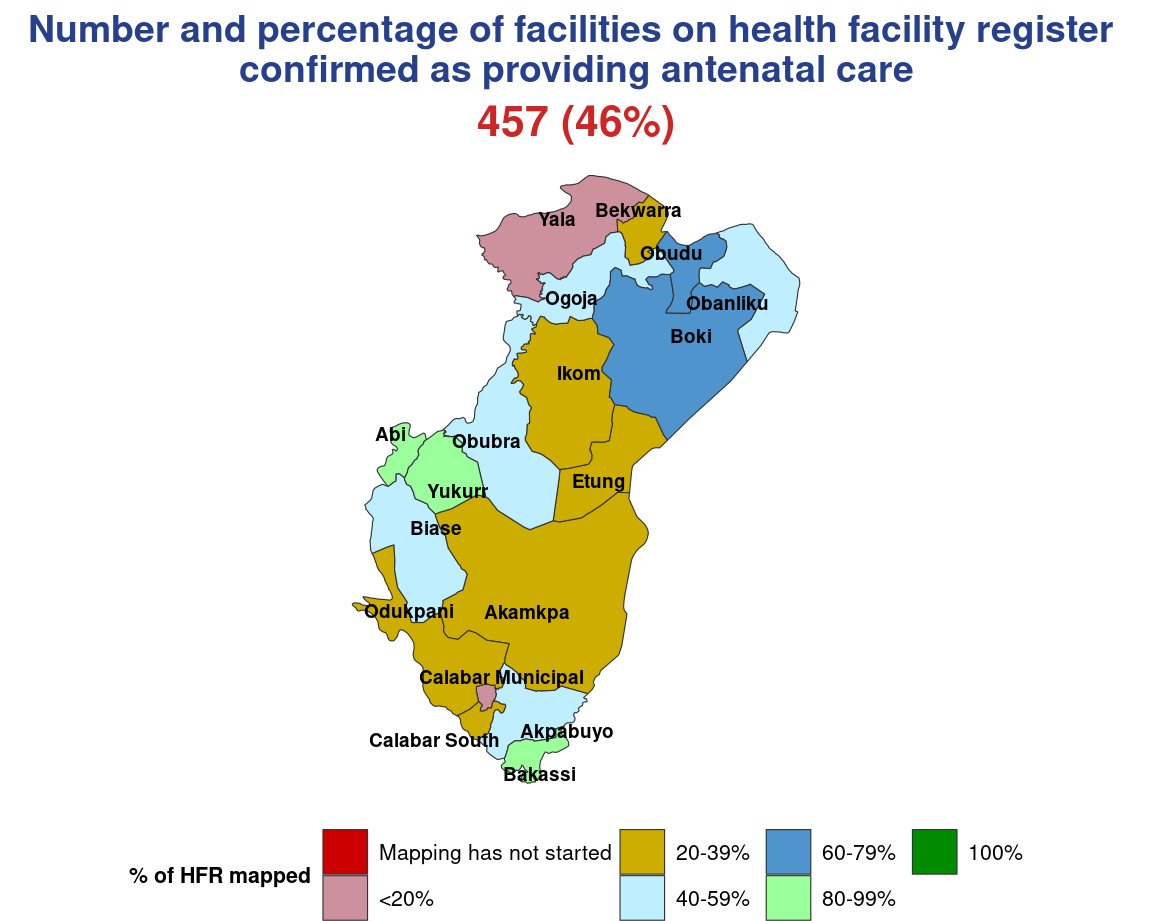 Number and percentage of facilities on health facility register
confirmed as providing antenatal care
457 (46%)
Yala
Bekwarra
Obudu
Ogoja
Obanliku
Boki
Ikom
Abi
Obubra
Etung
Yukurr
Biase
Odukpani
Akamkpa
Calabar Municipal
Calabar South
Akpabuyo
Bakassi
% of HFR mapped
Mapping has not started
<20%
20-39%
40-59%
60-79%
80-99%
100%